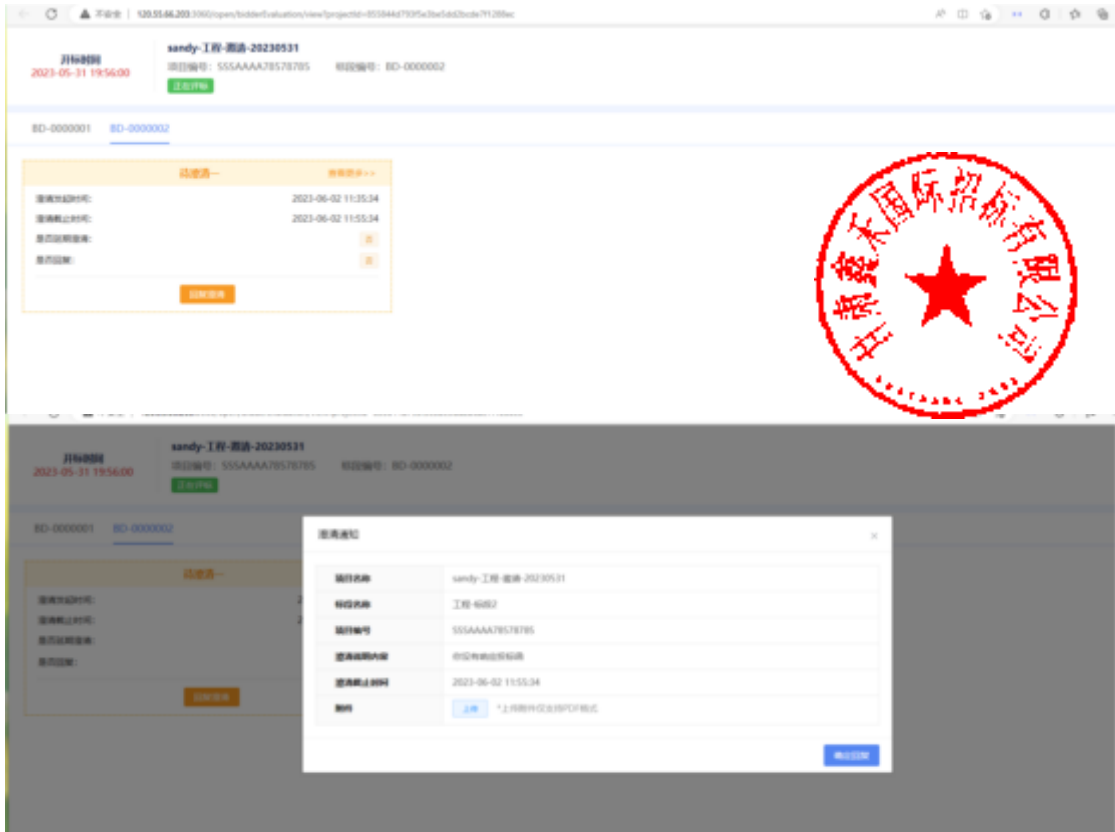 不安全 | 120.55.66.203:3060/open/bidderEvaluation/view?projectId=
开标时间
2023-05-31 19:56:00
sandy-工程-邀请-20230531
项目编号：SSSAAAA78578785 标段编号：BD-0000002
正在评标
BD-0000001 BD-0000002
待澄清一 查看更多>>
澄清发起时间： 2023-06-02 11:35:34
澄清截止时间： 2023-06-02 11:55:34
是否延期澄清： 否
是否回复： 否
回复澄清
甘肃鑫禾国际招标有限公司
开标时间
2023-05-31 19:56:00
sandy-工程-邀请-20230531
项目编号：SSSAAAA78578785 标段编号：BD-0000002
正在评标
BD-0000001 BD-0000002
待澄清一
澄清发起时间：
澄清截止时间：
是否延期澄清：
是否回复：
回复澄清
澄清通知 ×
项目名称 sandy-工程-邀请-20230531
标段名称 工程-标段2
项目编号 SSSAAAA78578785
澄清说明内容 你没有响应投标函
澄清截止时间 2023-06-02 11:55:34
附件 上传 *上传附件仅支持PDF格式
确定回复